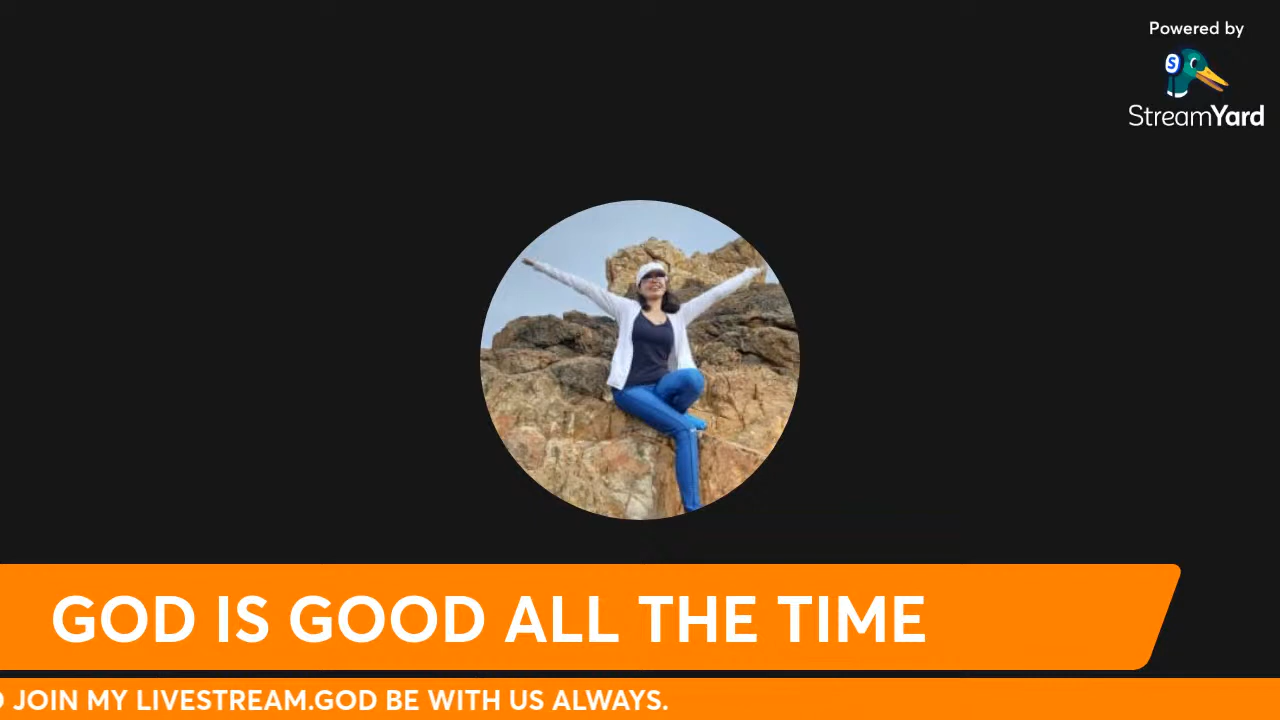 Powered by
S
StreamYard
GOD IS GOOD ALL THE TIME
JOIN MY LIVESTREAM.GOD BE WITH US ALWAYS.